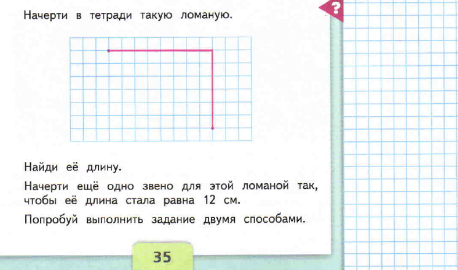 Начерти в тетради такую ломаную.
?
Найди её длину.
Начерти ещё одно звено для этой ломаной так,
чтобы её длина стала равна 12 см.
Попробуй выполнить задание двумя способами.
35